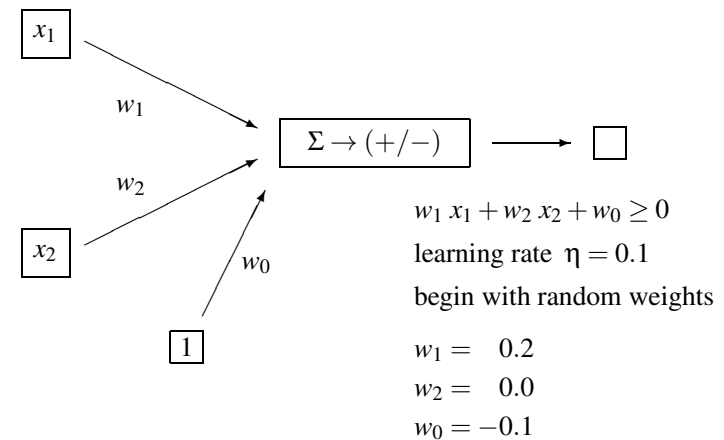 x₁
w₁
Σ → (+/−)
w₂
w₁ x₁ + w₂ x₂ + w₀ ≥ 0
x₂
learning rate η = 0.1
w₀
begin with random weights
1
w₁ = 0.2
w₂ = 0.0
w₀ = −0.1